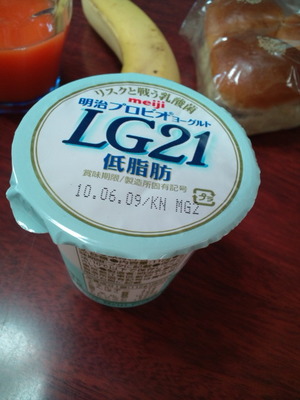 リスクと戦う乳酸菌
meiji
明治プロビオヨーグルト
LG21
低脂肪
賞味期限/製造所固有記号
10.06.09/KN MG2
プラ